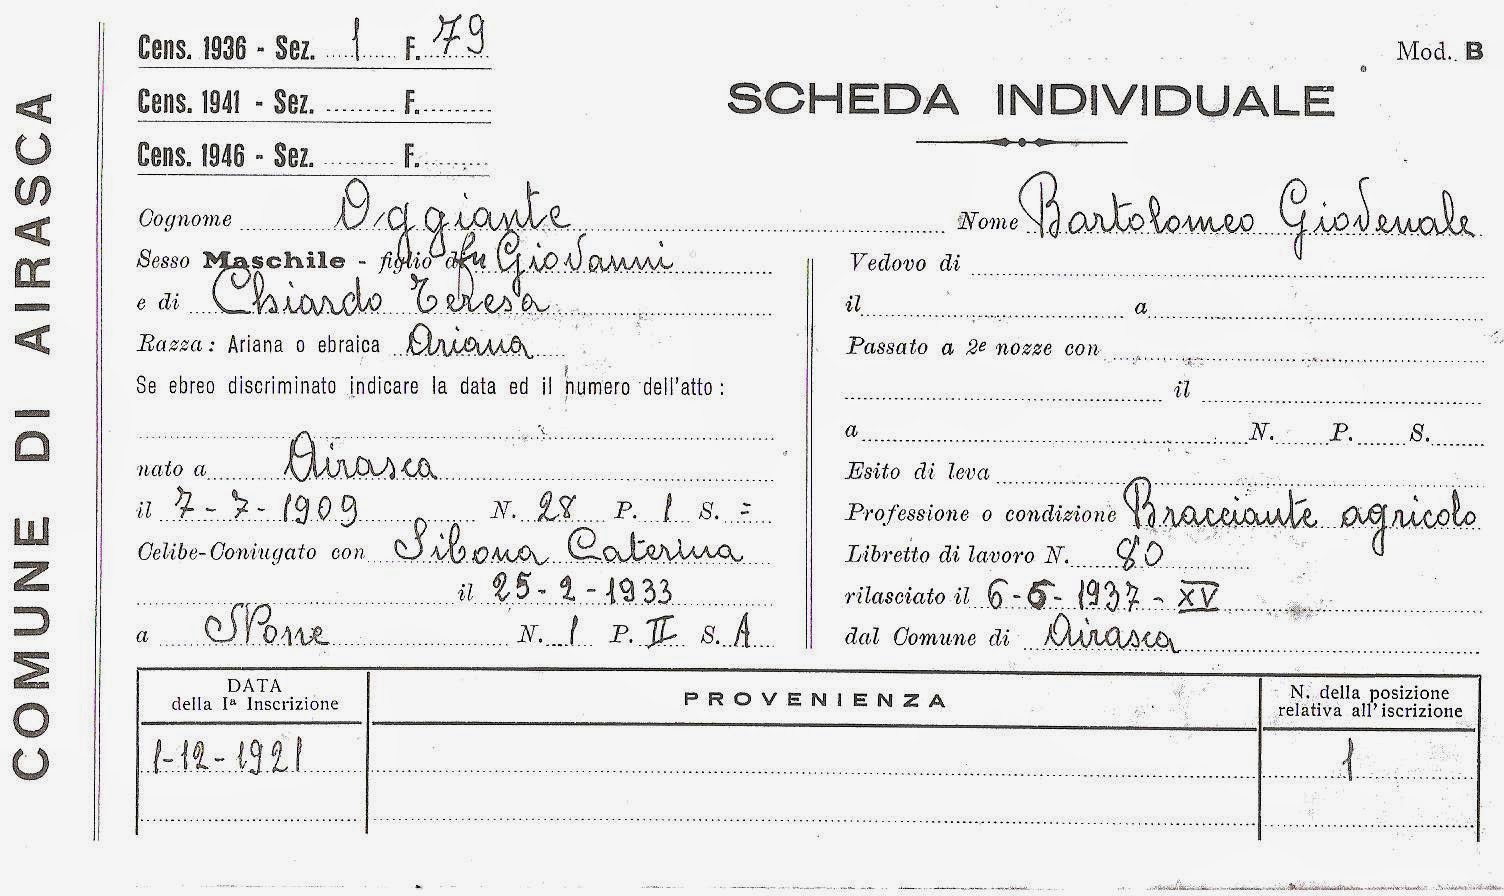 COMUNE DI AIRASCA
Cens. 1936 - Sez. 1 F. 79
Cens. 1941 - Sez. F.
Cens. 1946 - Sez. F.
Mod. B
SCHEDA INDIVIDUALE
Cognome Oggiante Nome Bartolomeo Giovenale
Sesso Maschile - figlio di fu Giovanni
e di Chiardo Teresa
Razza: Ariana o ebraica Ariana
Se ebreo discriminato indicare la data ed il numero dell'atto:
nato a Airasca
il 7-7-1909 N. 28 P. 1 S. =
Celibe-Coniugato con Sibona Caterina
il 25-2-1933
a None N. 1 P. II S. A
Vedovo di
il a
Passato a 2e nozze con
il
a N. P. S.
Esito di leva
Professione o condizione Bracciante agricolo
Libretto di lavoro N. 80
rilasciato il 6-6-1937-XV
dal Comune di Airasca
DATA
della Iª Inscrizione
PROVENIENZA
N. della posizione
relativa all'iscrizione
1-12-1921 1